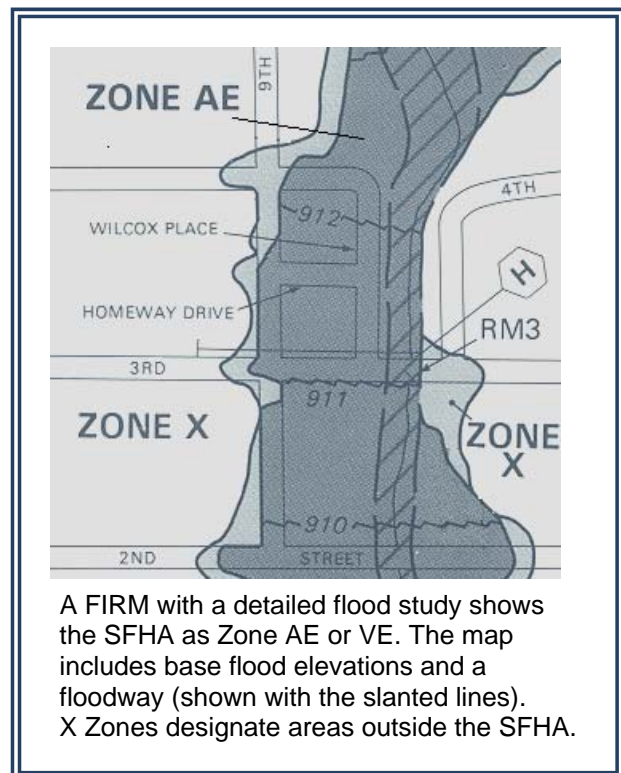 9TH
ZONE AE
4TH
912
WILCOX PLACE
H
HOMEWAY DRIVE
RM3
3RD
911
ZONE X
ZONE
X
910
2ND
STREET
A FIRM with a detailed flood study shows
the SFHA as Zone AE or VE. The map
includes base flood elevations and a
floodway (shown with the slanted lines).
X Zones designate areas outside the SFHA.